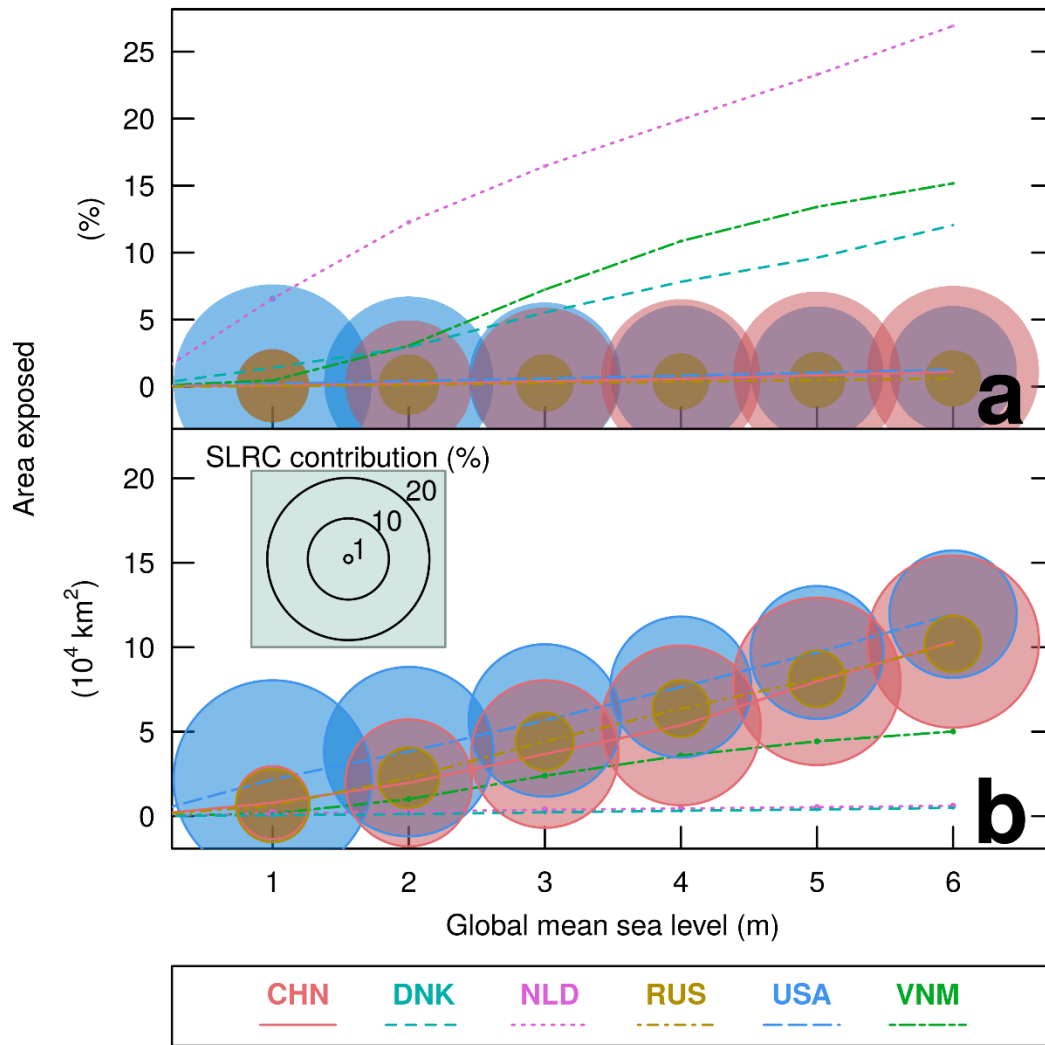 25
20
15
10
5
0
(%)
a
Area exposed
SLRC contribution (%)
20
10
1
20
15
10
5
0
(10⁴ km²)
b
1 2 3 4 5 6
Global mean sea level (m)
CHN DNK NLD RUS USA VNM